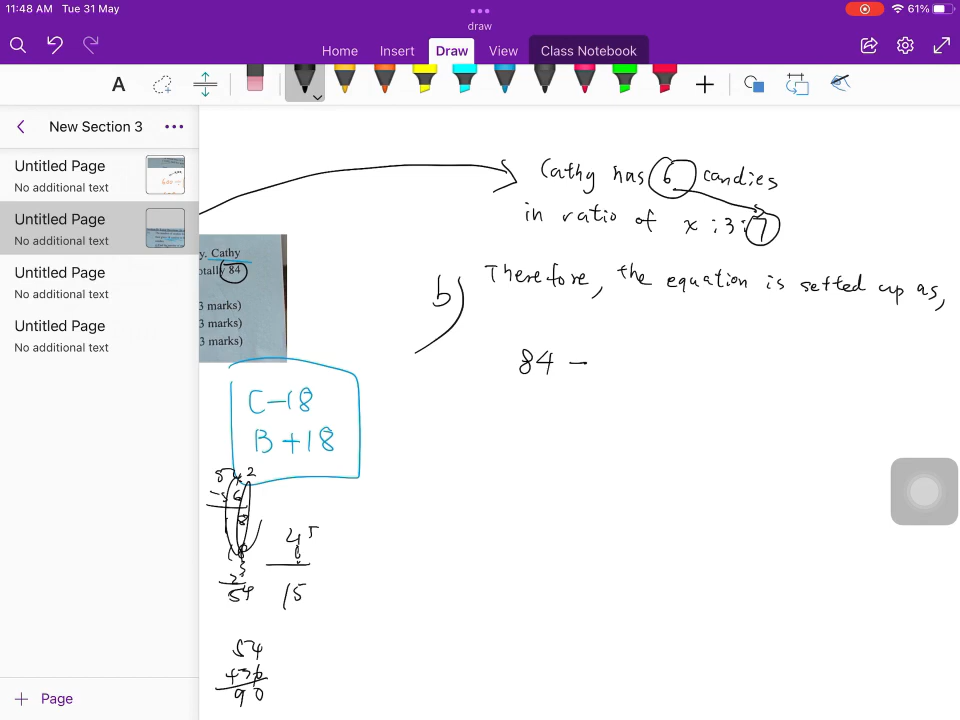 11:48 AM Tue 31 May
61%
draw
Home Insert Draw View Class Notebook
A
New Section 3
Untitled Page
No additional text
Untitled Page
No additional text
Untitled Page
No additional text
Untitled Page
No additional text
Page
Cathy has 6 candies
in ratio of x : 3 : 7
y. Cathy
otally 84
3 marks)
3 marks)
3 marks)
b) Therefore, the equation is setted up as,
84 –
C – 18
B + 18
54
15
54
90